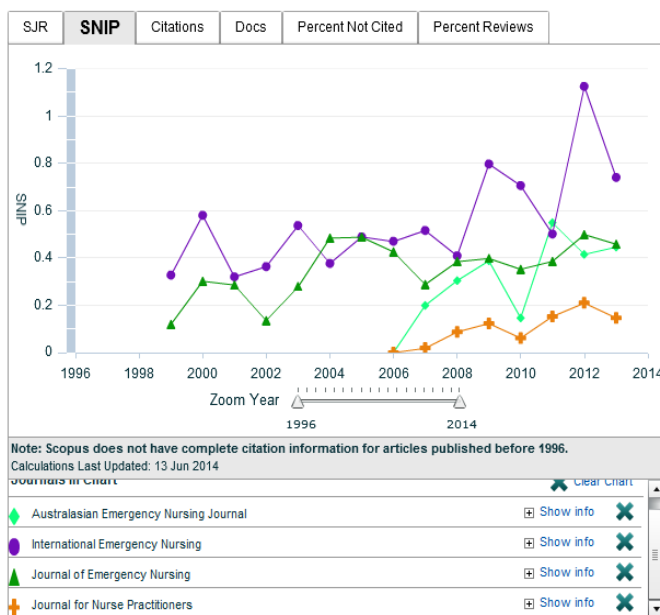 SJR SNIP Citations Docs Percent Not Cited Percent Reviews
1.2
1
0.8
0.6
0.4
0.2
0
SNIP
1996 1998 2000 2002 2004 2006 2008 2010 2012 2014
Zoom Year
1996 2014
Note: Scopus does not have complete citation information for articles published before 1996.
Calculations Last Updated: 13 Jun 2014
Journals in Chart Clear Chart
Australasian Emergency Nursing Journal Show info
International Emergency Nursing Show info
Journal of Emergency Nursing Show info
Journal for Nurse Practitioners Show info